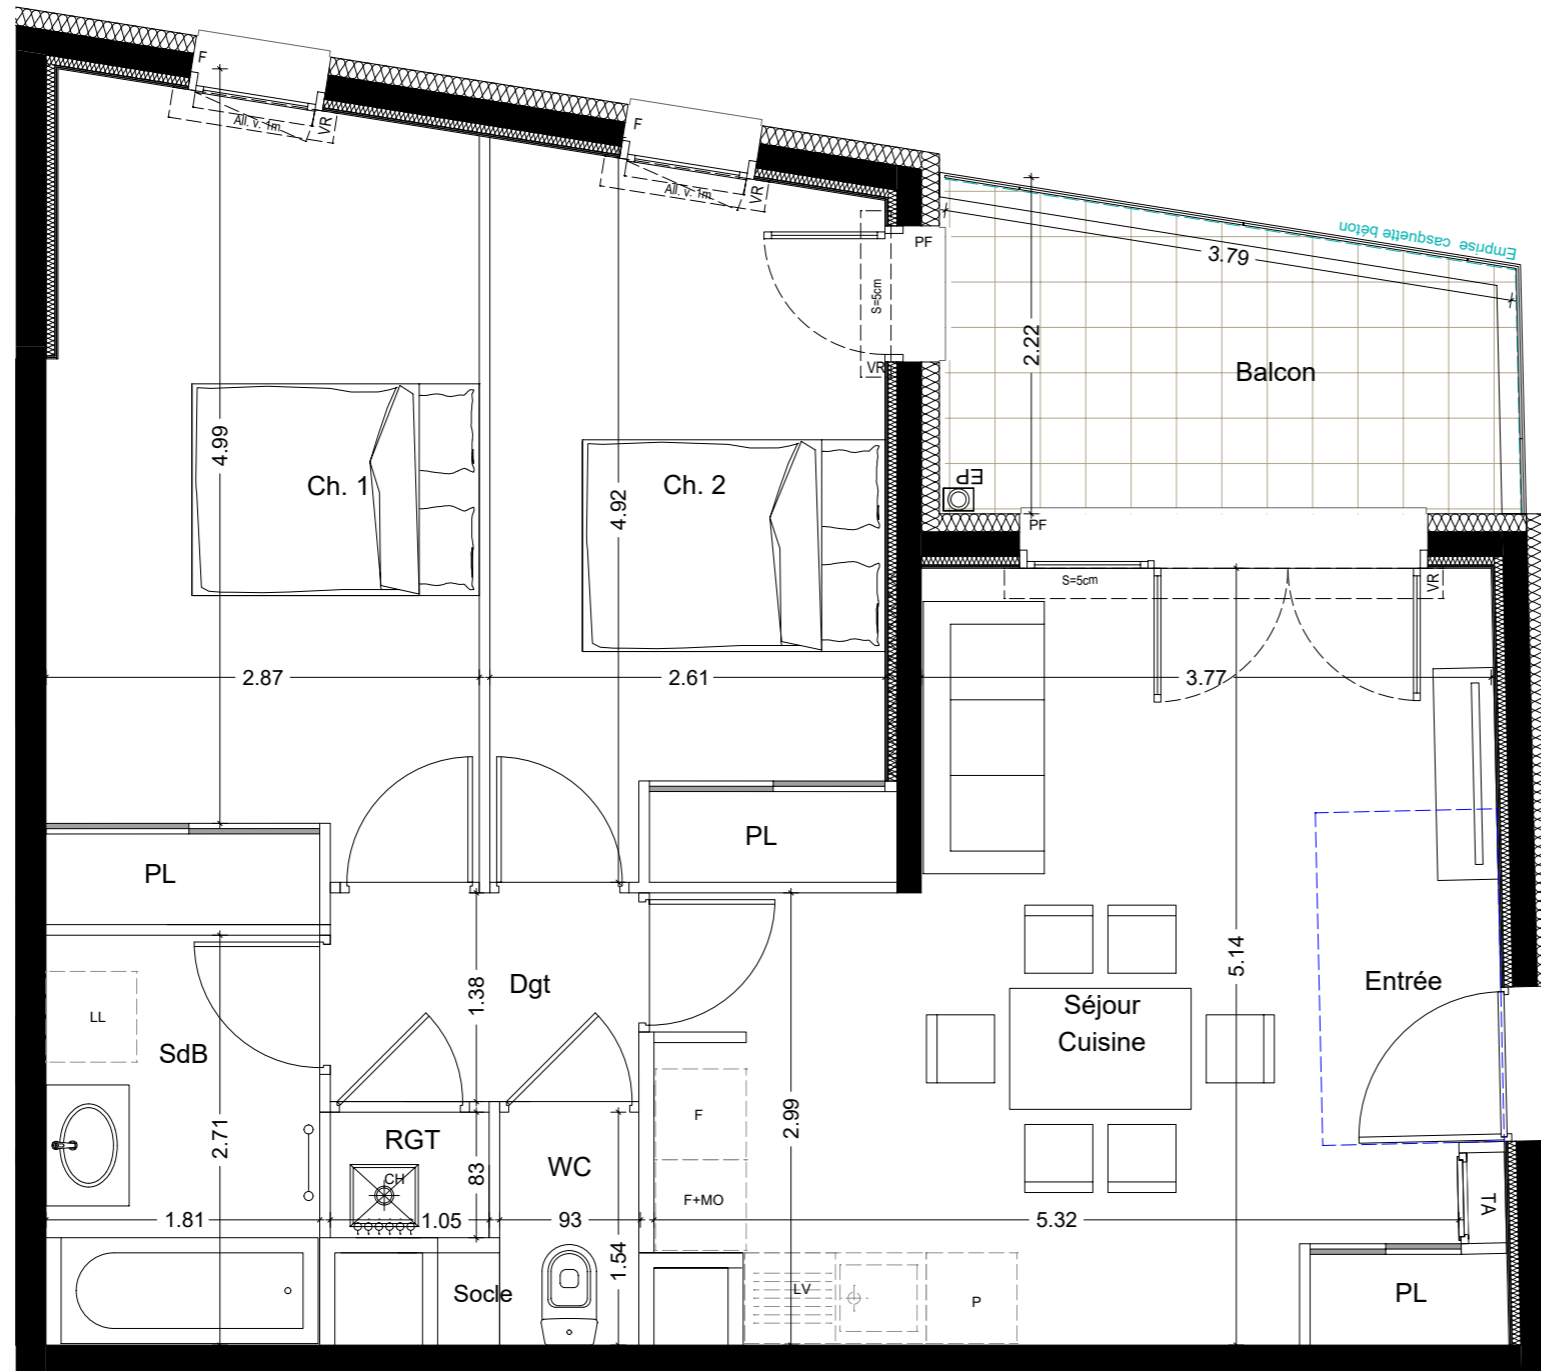 F
All. v. 1m
VR
F
All. v. 1m
VR
PF
S=5cm
VR
Emprise casquette béton
3.79
2.22
Balcon
EP
PF
S=5cm
VR
4.99
Ch. 1
4.92
Ch. 2
2.87
2.61
3.77
PL
PL
5.14
1.38
Dgt
Entrée
Séjour
Cuisine
LL
SdB
2.71
2.99
F
RGT
83
WC
CH
F+MO
TA
1.81
1.05
93
5.32
1.54
Socle
LV
P
PL